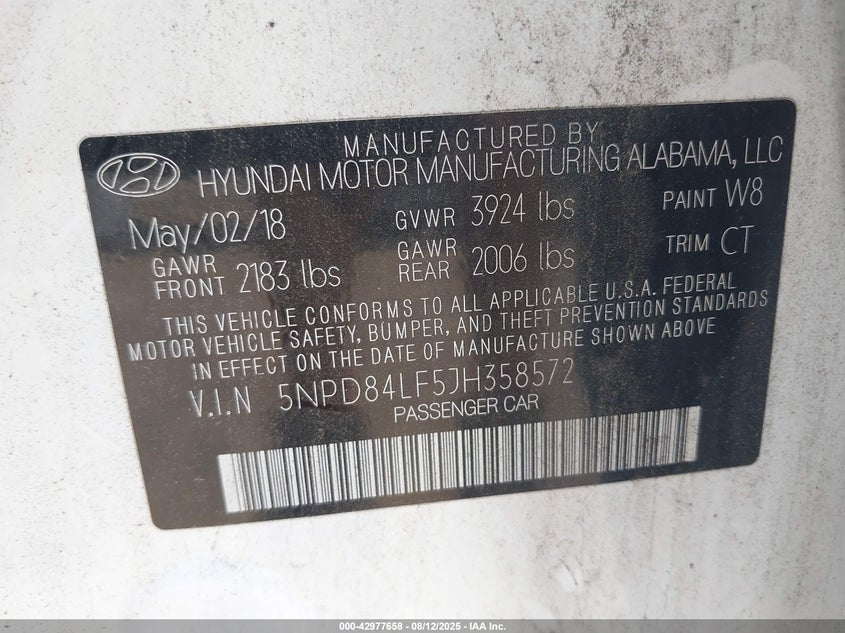 MANUFACTURED BY
HYUNDAI MOTOR MANUFACTURING ALABAMA, LLC
May/02/18 GVWR 3924 lbs PAINT W8
GAWR FRONT 2183 lbs GAWR REAR 2006 lbs TRIM CT
THIS VEHICLE CONFORMS TO ALL APPLICABLE U.S.A. FEDERAL
MOTOR VEHICLE SAFETY, BUMPER, AND THEFT PREVENTION STANDARDS
IN EFFECT ON THE DATE OF MANUFACTURE SHOWN ABOVE
V.I.N 5NPD84LF5JH358572
PASSENGER CAR
000-42977658 - 08/12/2025 - IAA Inc.